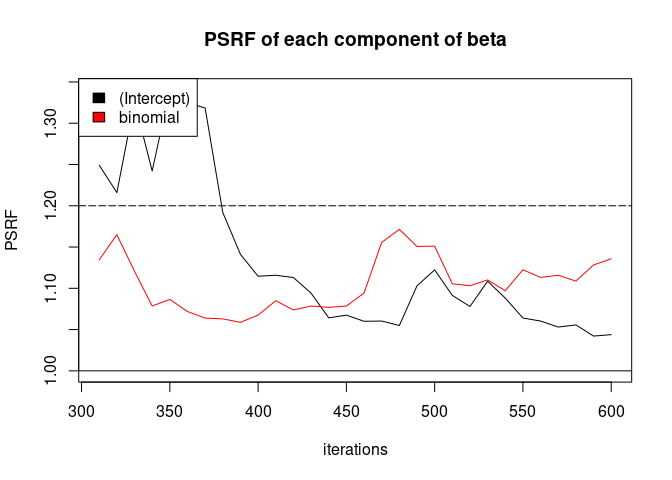 PSRF of each component of beta
(Intercept)
binomial
PSRF
1.30
1.20
1.10
1.00
300 350 400 450 500 550 600
iterations